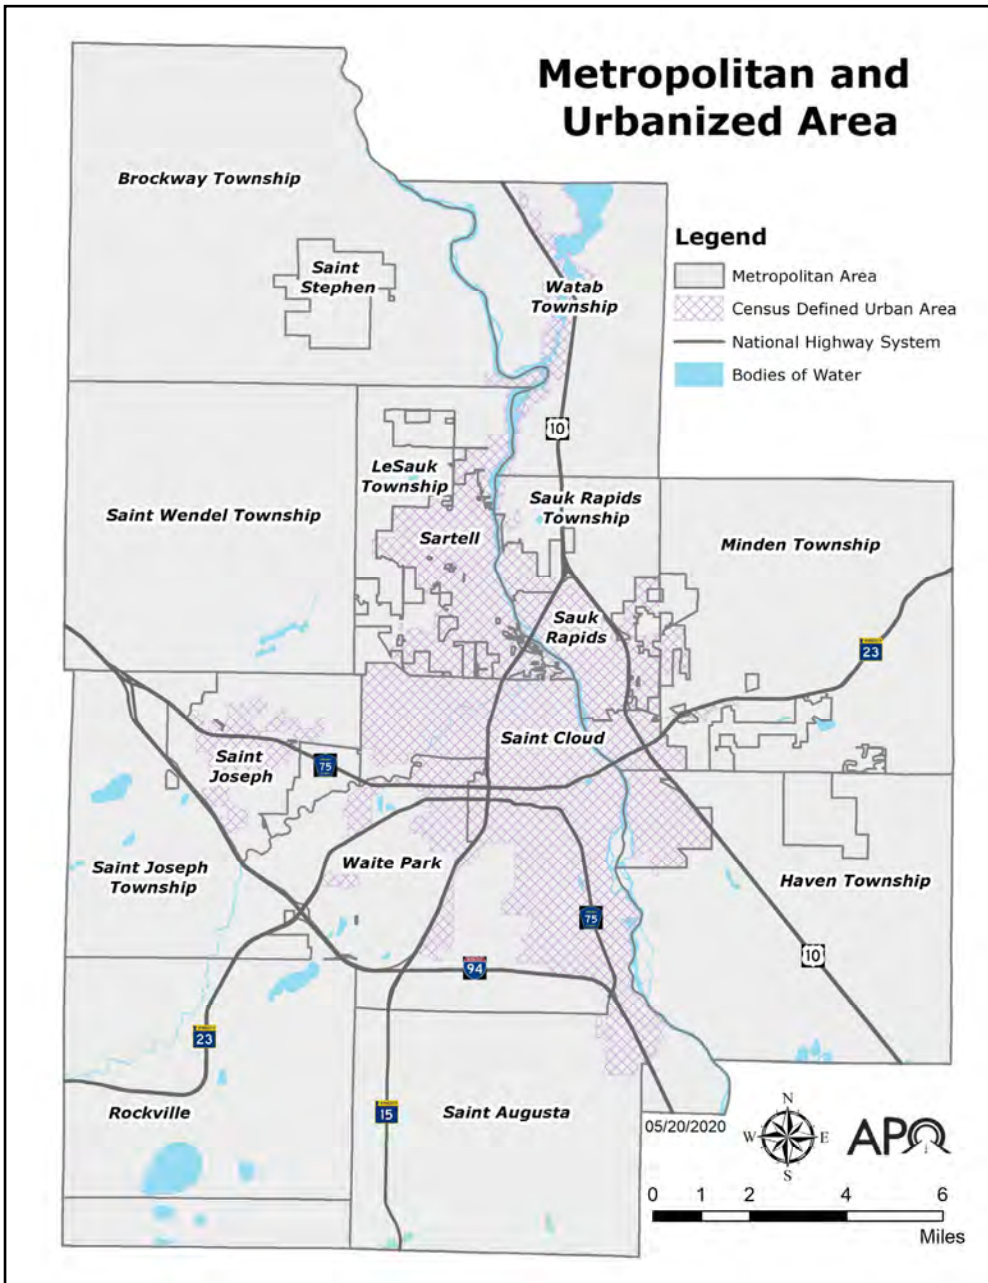 Metropolitan and
Urbanized Area
Brockway Township
Saint
Stephen
Watab
Township
Legend
Metropolitan Area
Census Defined Urban Area
National Highway System
Bodies of Water
10
LeSauk
Township
Saint Wendel Township
Sartell
Sauk Rapids
Township
Minden Township
Sauk
Rapids
23
Saint Cloud
Saint
Joseph
75
Saint Joseph
Township
Waite Park
Haven Township
75
10
94
23
Rockville
15
Saint Augusta
05/20/2020
N
W
E
S
APO
0 1 2 4 6
Miles